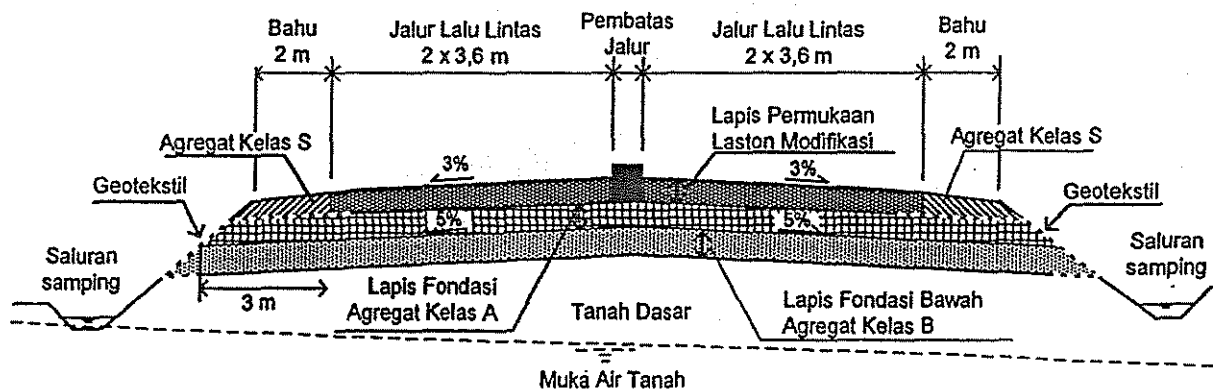 Bahu
2 m
Jalur Lalu Lintas
2 x 3,6 m
Pembatas
Jalur
Jalur Lalu Lintas
2 x 3,6 m
Bahu
2 m
Agregat Kelas S
Lapis Permukaan
Laston Modifikasi
Agregat Kelas S
3%
3%
Geotekstil
Geotekstil
5%
5%
Saluran
samping
Saluran
samping
3 m
Lapis Fondasi
Agregat Kelas A
Tanah Dasar
Lapis Fondasi Bawah
Agregat Kelas B
Muka Air Tanah